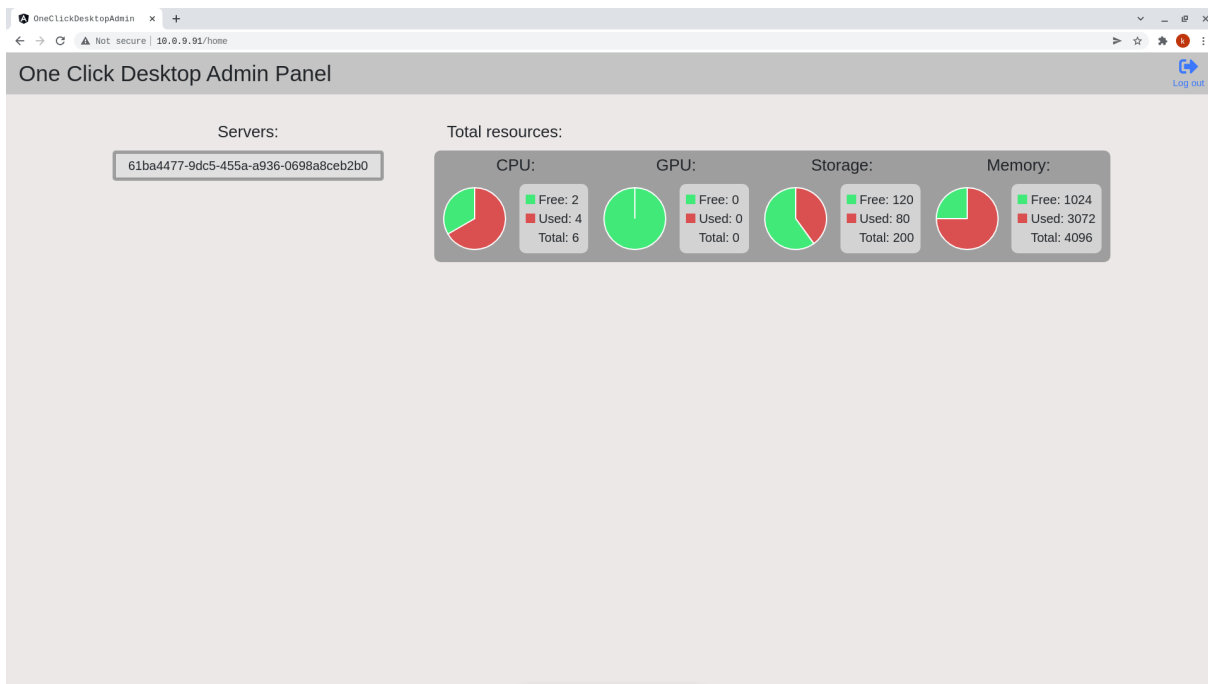 OneClickDesktopAdmin
Not secure 10.0.9.91/home
k
One Click Desktop Admin Panel
Log out
Servers:
61ba4477-9dc5-455a-a936-0698a8ceb2b0
Total resources:
CPU:
Free: 2
Used: 4
Total: 6
GPU:
Free: 0
Used: 0
Total: 0
Storage:
Free: 120
Used: 80
Total: 200
Memory:
Free: 1024
Used: 3072
Total: 4096